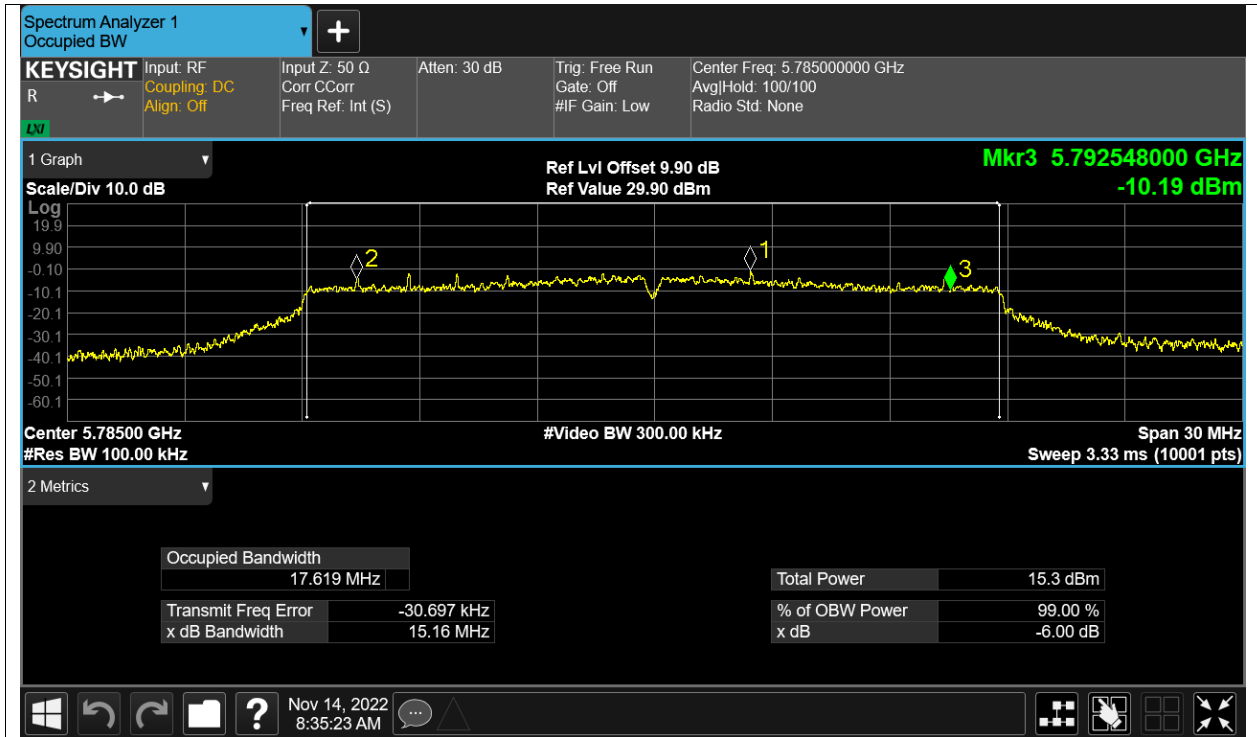 Spectrum Analyzer 1
Occupied BW
+
KEYSIGHT
R
LXI
Input: RF
Coupling: DC
Align: Off
Input Z: 50 Ω
Corr CCorr
Freq Ref: Int (S)
Atten: 30 dB
Trig: Free Run
Gate: Off
#IF Gain: Low
Center Freq: 5.785000000 GHz
Avg|Hold: 100/100
Radio Std: None
1 Graph
Scale/Div 10.0 dB
Ref Lvl Offset 9.90 dB
Ref Value 29.90 dBm
Mkr3 5.792548000 GHz
-10.19 dBm
Log
19.9
9.90
-0.10
-10.1
-20.1
-30.1
-40.1
-50.1
-60.1
2
1
3
Center 5.78500 GHz
#Res BW 100.00 kHz
#Video BW 300.00 kHz
Span 30 MHz
Sweep 3.33 ms (10001 pts)
2 Metrics
Occupied Bandwidth
17.619 MHz
Transmit Freq Error -30.697 kHz
x dB Bandwidth 15.16 MHz
Total Power 15.3 dBm
% of OBW Power 99.00 %
x dB -6.00 dB
?
Nov 14, 2022
8:35:23 AM